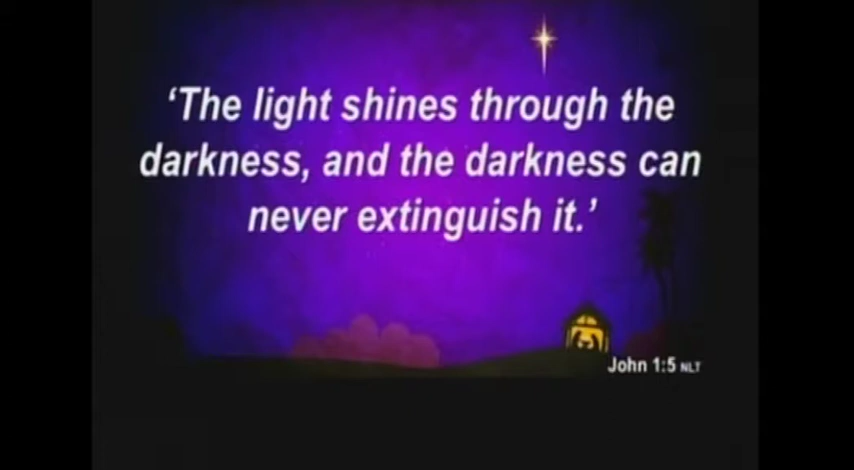 ‘The light shines through the
darkness, and the darkness can
never extinguish it.’
John 1:5 NLT